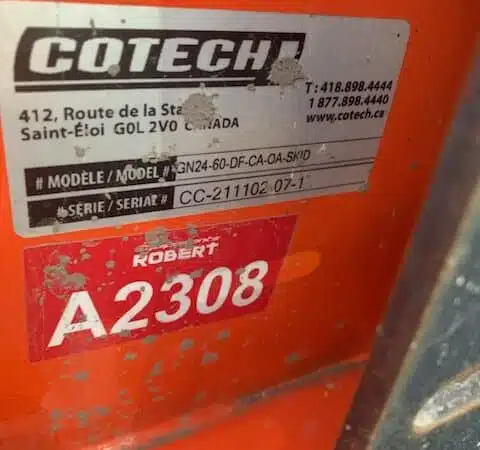 COTECH
412, Route de la
Saint-Éloi G0L 2V0 CANADA
T: 418.898.4444
1 877.898.4440
www.cotech.ca
# MODÈLE / MODEL # GN24-60-DF-CA-OA-SKID
# SÉRIE / SERIAL # CC-211102-07-1
ROBERT
A2308